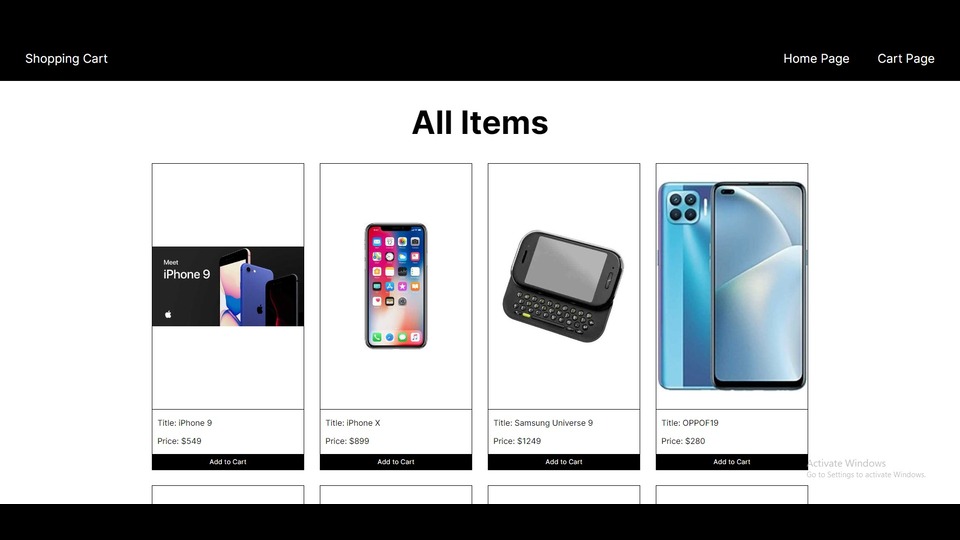 Shopping Cart
Home Page
Cart Page
All Items
Meet
iPhone 9
Title: iPhone 9
Price: $549
Add to Cart
Title: iPhone X
Price: $899
Add to Cart
Title: Samsung Universe 9
Price: $1249
Add to Cart
Title: OPPOF19
Price: $280
Add to Cart
Activate Windows
Go to Settings to activate Windows.